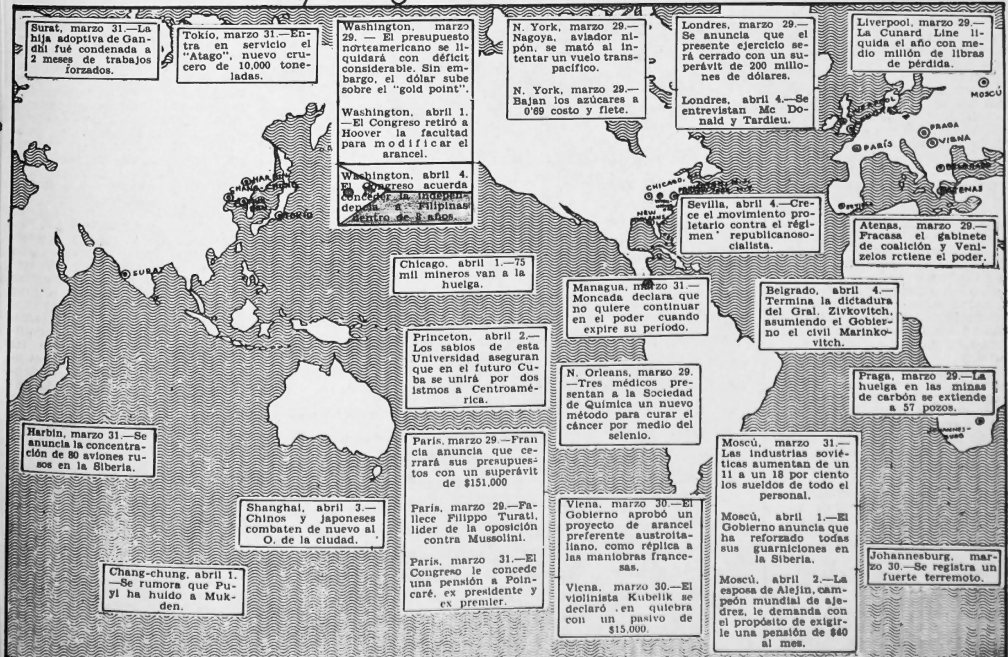 Surat, marzo 31.—La
hija adoptiva de Gan-
dhi fué condenada a
2 meses de trabajos
forzados.
Tokío, marzo 31.—En-
tra en servicio el
"Atago", nuevo cru-
cero de 10,000 tone-
ladas.
Washington, marzo
29. — El presupuesto
norteamericano se li-
quidará con déficit
considerable. Sin em-
bargo, el dólar sube
sobre el "gold point".
Washington, abril 1.
—El Congreso retiró a
Hoover la facultad
para modificar el
arancel.
Washington, abril 4.
El Congreso acuerda
conceder la indepen-
dencia a Filipinas
dentro de 8 años.
N. York, marzo 29.—
Nagoya, aviador ni-
pón, se mató al in-
tentar un vuelo trans-
pacífico.
N. York, marzo 29.—
Bajan los azúcares a
0'69 costo y flete.
Londres, marzo 29.—
Se anuncia que el
presente ejercicio se-
rá cerrado con un su-
perávit de 200 millo-
nes de dólares.
Londres, abril 4.—Se
entrevistan Mc Do-
nald y Tardieu.
Liverpool, marzo 29.—
La Cunard Line li-
quida el año con me-
dio millón de libras
de pérdida.
MOSCÚ
LIVERPOOL
LONDRES
PRAGA
VIENA
PARÍS
BELGRADO
ATENAS
SEVILLA
HARBIN
CHANG-CHUNG
TOKIO
SURAT
CHICAGO
NEW
ORLEANS
Sevilla, abril 4.—Cre-
ce el movimiento pro-
letario contra el régi-
men republicanoso-
cialista.
Atenas, marzo 29.—
Fracasa el gabinete
de coalición y Veni-
zelos rctiene el poder.
Chicago, abril 1.—75
mil mineros van a la
huelga.
Managua, marzo 31.—
Moncada declara que
no quiere continuar
en el poder cuando
expire su período.
Belgrado, abril 4.—
Termina la dictadura
del Gral. Zivkovitch,
asumiendo el Gobier-
no el civil Marinko-
vitch.
Princeton, abril 2.—
Los sabios de esta
Universidad aseguran
que en el futuro Cu-
ba se unirá por dos
istmos a Centroamé-
rica.
N. Orleans, marzo 29.
—Tres médicos pre-
sentan a la Sociedad
de Química un nuevo
método para curar el
cáncer por medio del
selenio.
Praga, marzo 29.—La
huelga en las minas
de carbón se extiende
a 57 pozos.
JOHANNES-
BURG
Harbin, marzo 31.—Se
anuncia la concentra-
ción de 80 aviones ru-
sos en la Siberia.
París, marzo 29.—Fran
cia anuncia que ce-
rrará sus presupues-
tos con un superávit
de $151,000
París, marzo 29.—Fa-
llece Filippo Turati,
líder de la oposición
contra Mussolini.
París, marzo 31.—El
Congreso le concede
una pensión a Poin-
caré, ex presidente y
ex premier.
Moscú, marzo 31.—
Las industrias sovié-
ticas aumentan de un
11 a un 18 por ciento
los sueldos de todo el
personal.
Moscú, abril 1.—El
Gobierno anuncia que
ha reforzado todas
sus guarniciones en
la Siberia.
Moscú, abril 2.—La
esposa de Alejin, cam-
peón mundial de aje-
drez, le demanda con
el propósito de exigir-
le una pensión de $40
al mes.
Shanghai, abril 3.—
Chinos y japoneses
combaten de nuevo al
O. de la ciudad.
Viena, marzo 30.—El
Gobierno aprobó un
proyecto de arancel
preferente austroita-
liano, como réplica a
las maniobras france-
sas.
Viena, marzo 30.—El
violinista Kubelik se
declaró en quiebra
con un pasivo de
$15,000.
Johannesburg, mar-
zo 30.—Se registra un
fuerte terremoto.
Chang-chung, abril 1.
—Se rumora que Pu-
yi ha huido a Muk-
den.